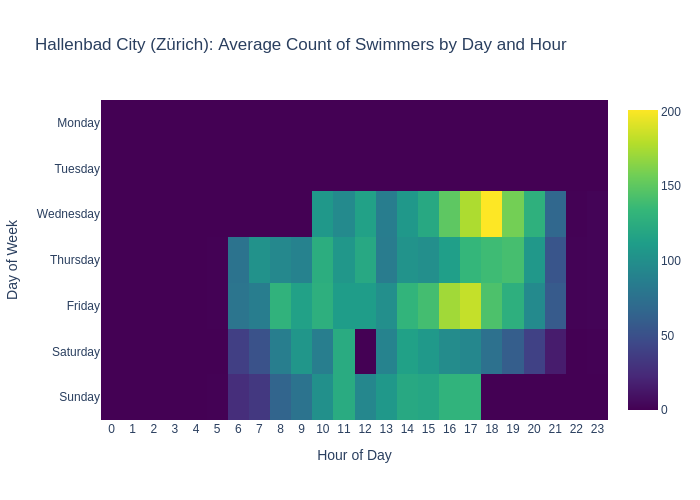 Hallenbad City (Zürich): Average Count of Swimmers by Day and Hour
Monday
Tuesday
Wednesday
Thursday
Friday
Saturday
Sunday
Day of Week
0 1 2 3 4 5 6 7 8 9 10 11 12 13 14 15 16 17 18 19 20 21 22 23
Hour of Day
200
150
100
50
0